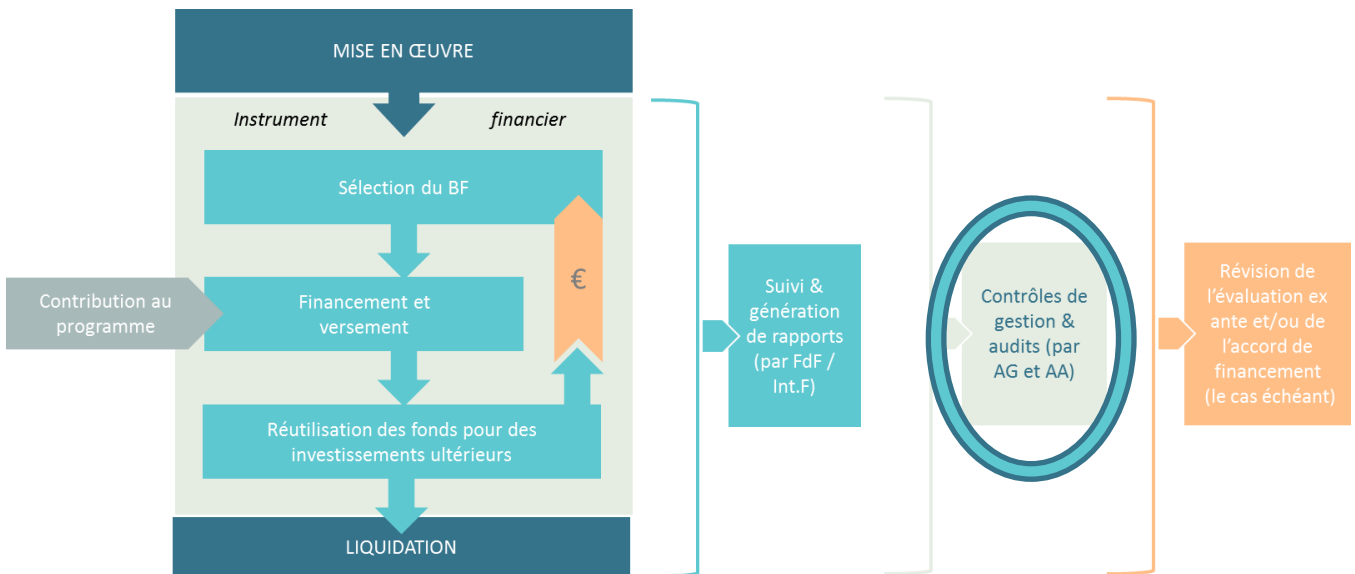 MISE EN ŒUVRE
Instrument financier
Sélection du BF
Contribution au
programme
Financement et
versement
€
Réutilisation des fonds pour des
investissements ultérieurs
LIQUIDATION
Suivi &
génération
de rapports
(par FdF /
Int.F)
Contrôles de
gestion &
audits (par
AG et AA)
Révision de
l’évaluation ex
ante et/ou de
l’accord de
financement
(le cas échéant)